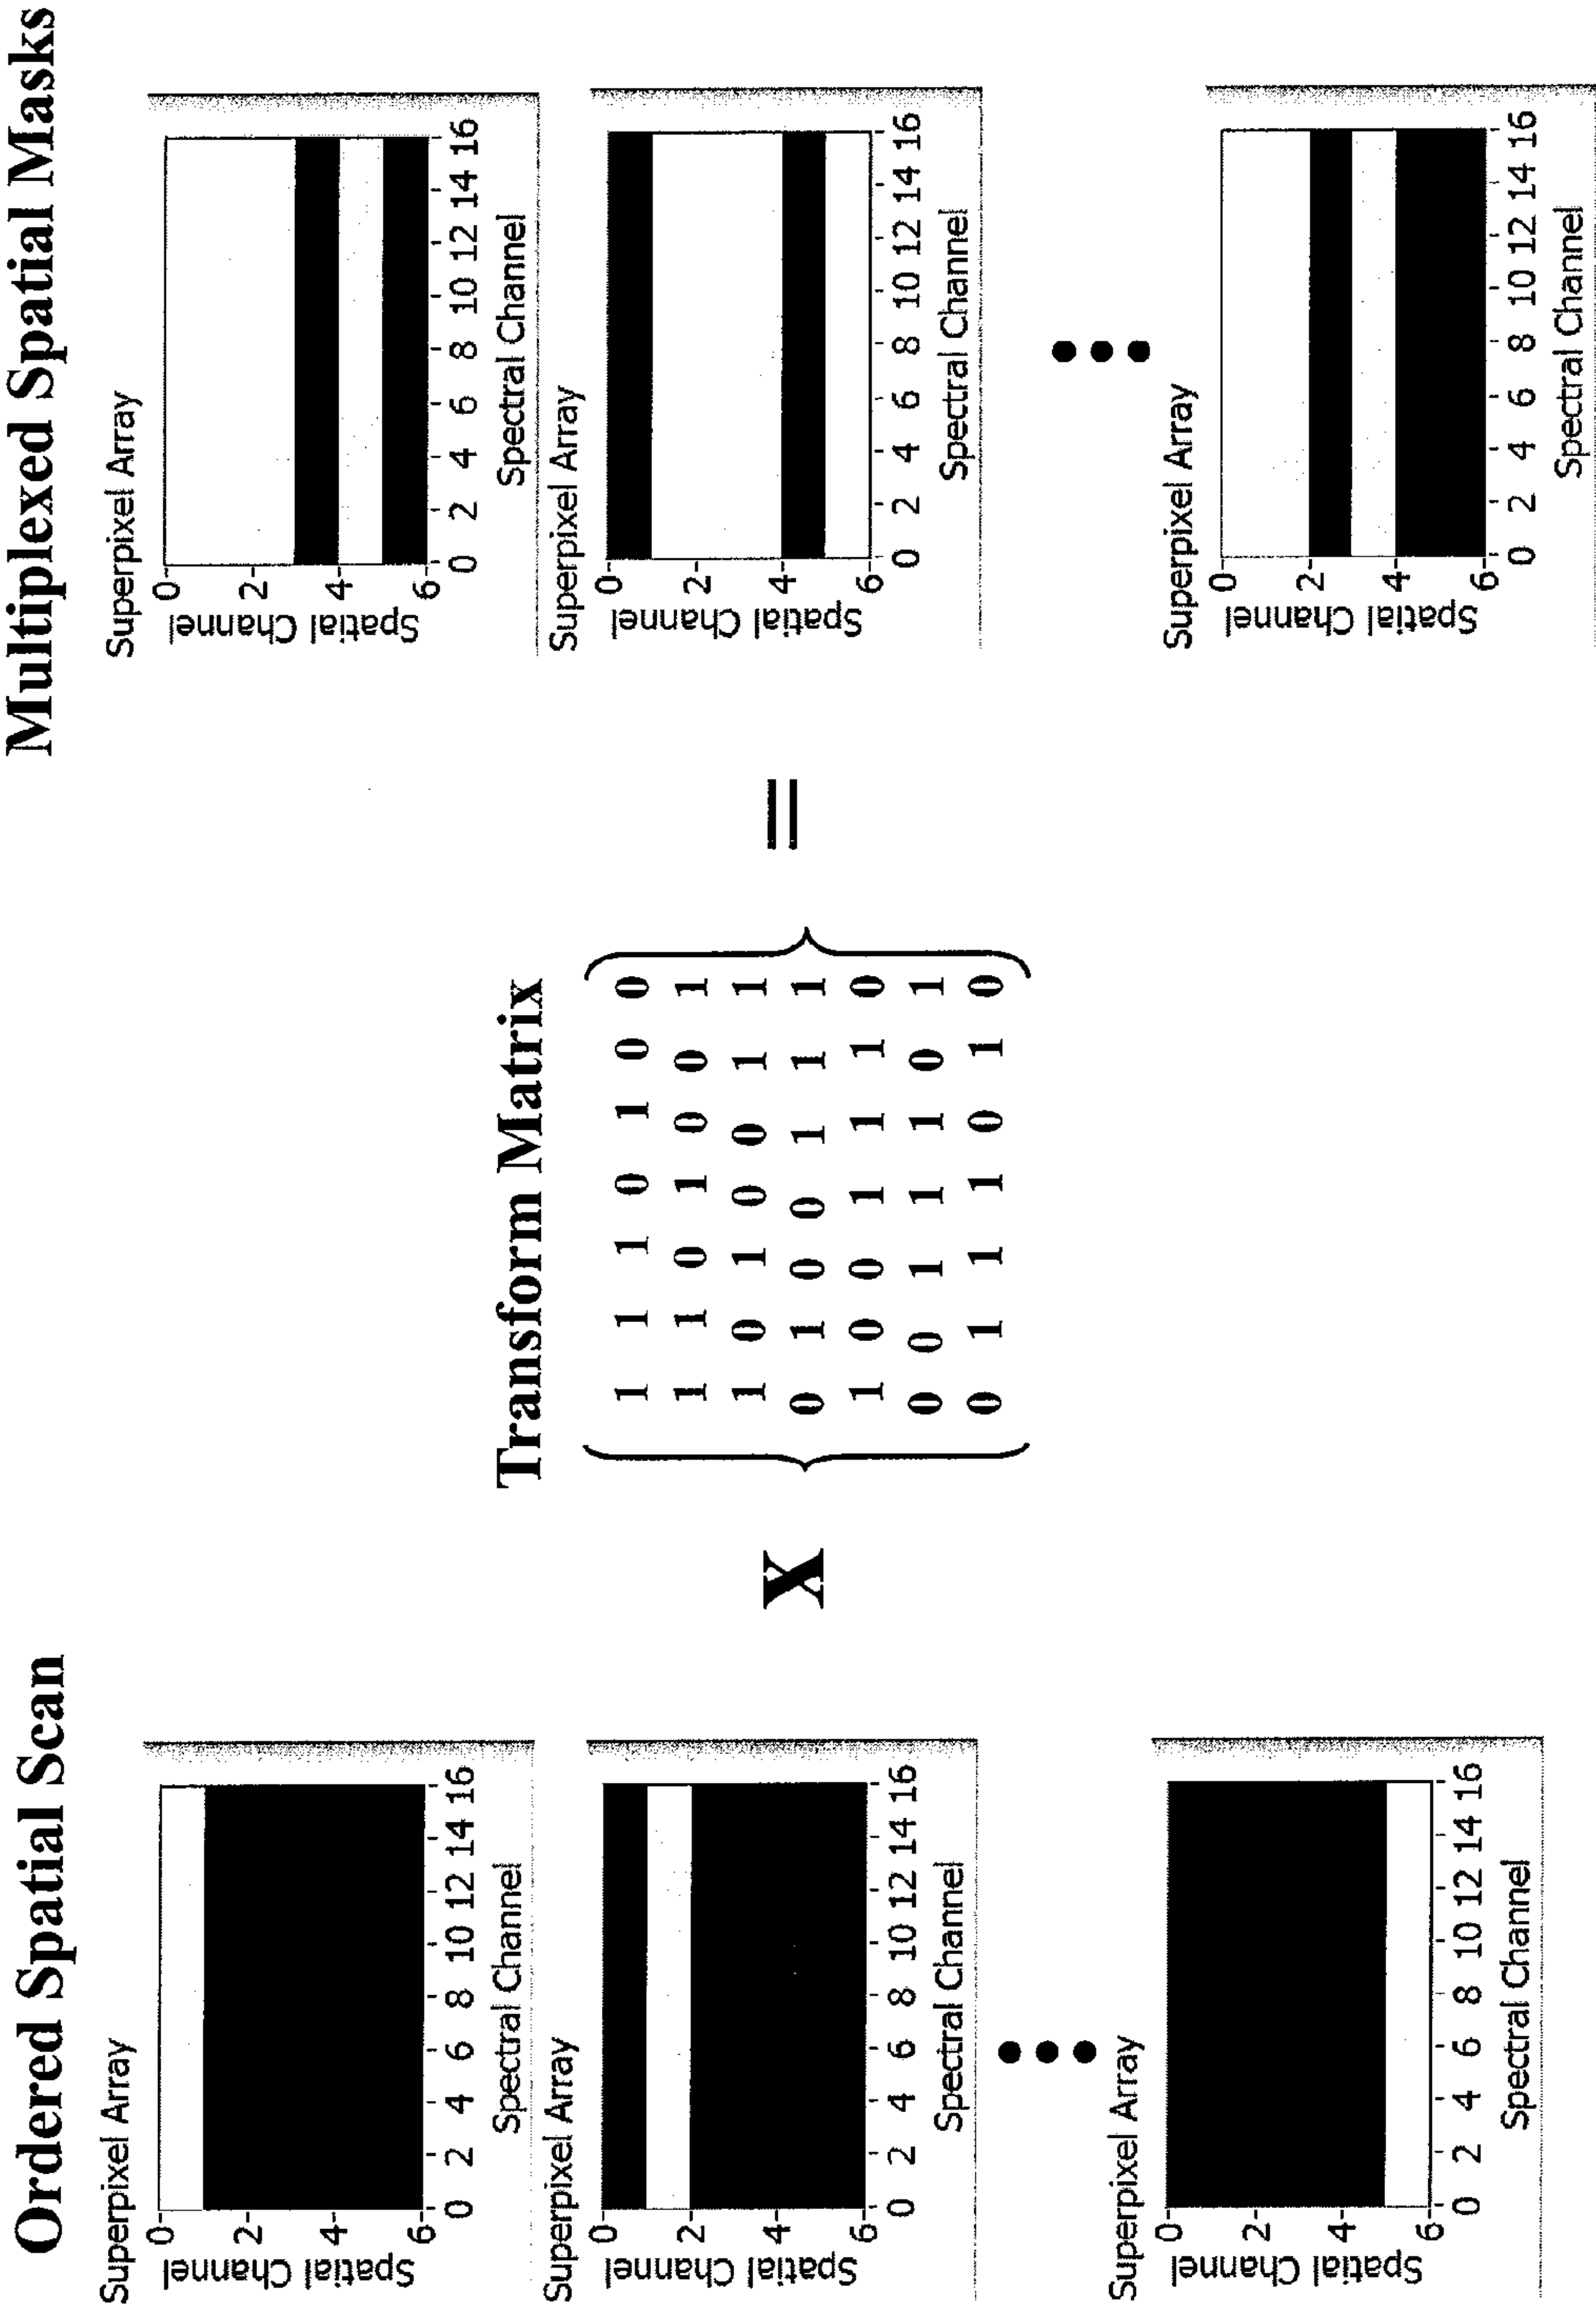 Ordered Spatial Scan
Superpixel Array
Spatial Channel
0
2
4
6
0 2 4 6 8 10 12 14 16
Spectral Channel
Superpixel Array
Spatial Channel
0
2
4
6
0 2 4 6 8 10 12 14 16
Spectral Channel
Superpixel Array
Spatial Channel
0
2
4
6
0 2 4 6 8 10 12 14 16
Spectral Channel
X
Transform Matrix
1 1 1 0 1 0 0
1 1 0 1 0 0 1
1 0 1 0 0 1 1
0 1 0 0 1 1 1
1 0 0 1 1 1 0
0 0 1 1 1 0 1
0 1 1 1 0 1 0
=
Multiplexed Spatial Masks
Superpixel Array
Spatial Channel
0
2
4
6
0 2 4 6 8 10 12 14 16
Spectral Channel
Superpixel Array
Spatial Channel
0
2
4
6
0 2 4 6 8 10 12 14 16
Spectral Channel
Superpixel Array
Spatial Channel
0
2
4
6
0 2 4 6 8 10 12 14 16
Spectral Channel